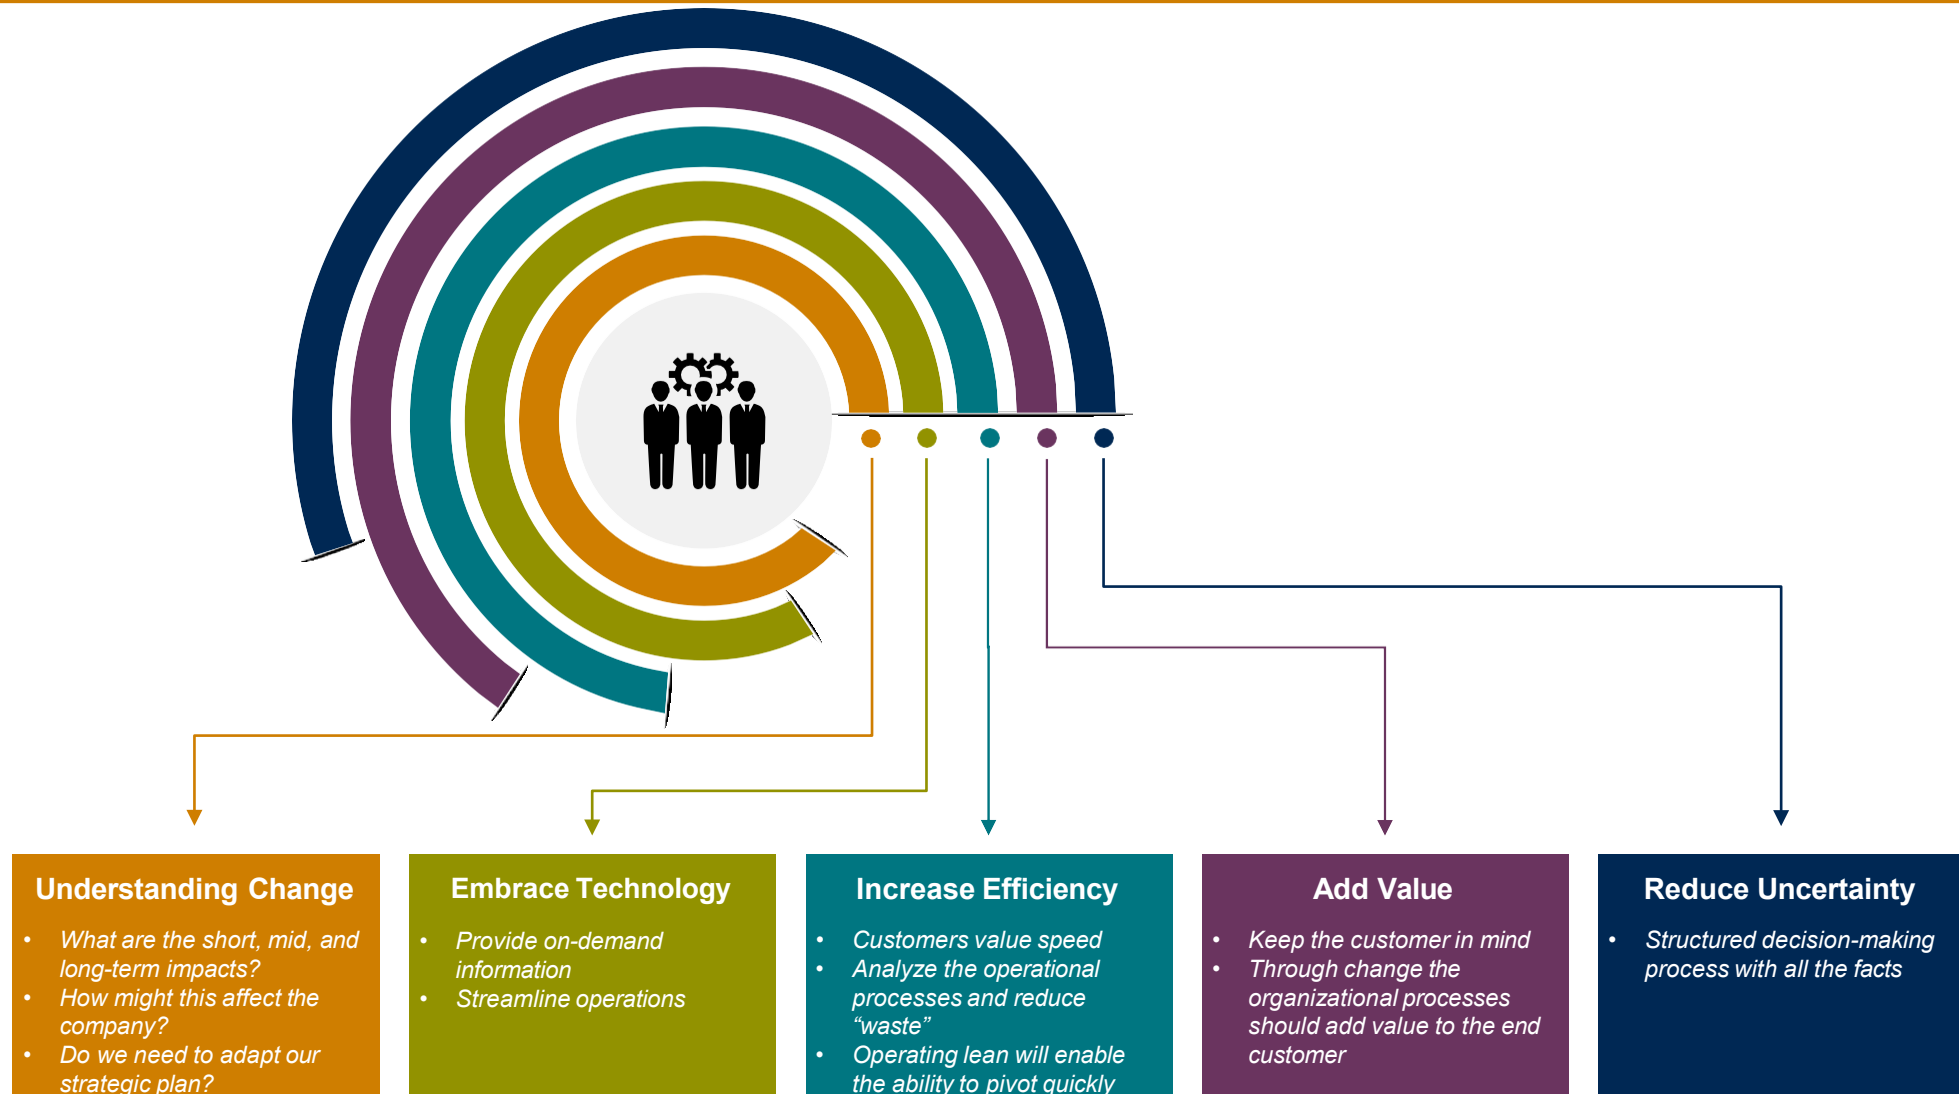 Understanding Change
• What are the short, mid, and
long-term impacts?
• How might this affect the
company?
• Do we need to adapt our
strategic plan?
Embrace Technology
• Provide on-demand
information
• Streamline operations
Increase Efficiency
• Customers value speed
• Analyze the operational
processes and reduce
“waste”
• Operating lean will enable
the ability to pivot quickly
Add Value
• Keep the customer in mind
• Through change the
organizational processes
should add value to the end
customer
Reduce Uncertainty
• Structured decision-making
process with all the facts